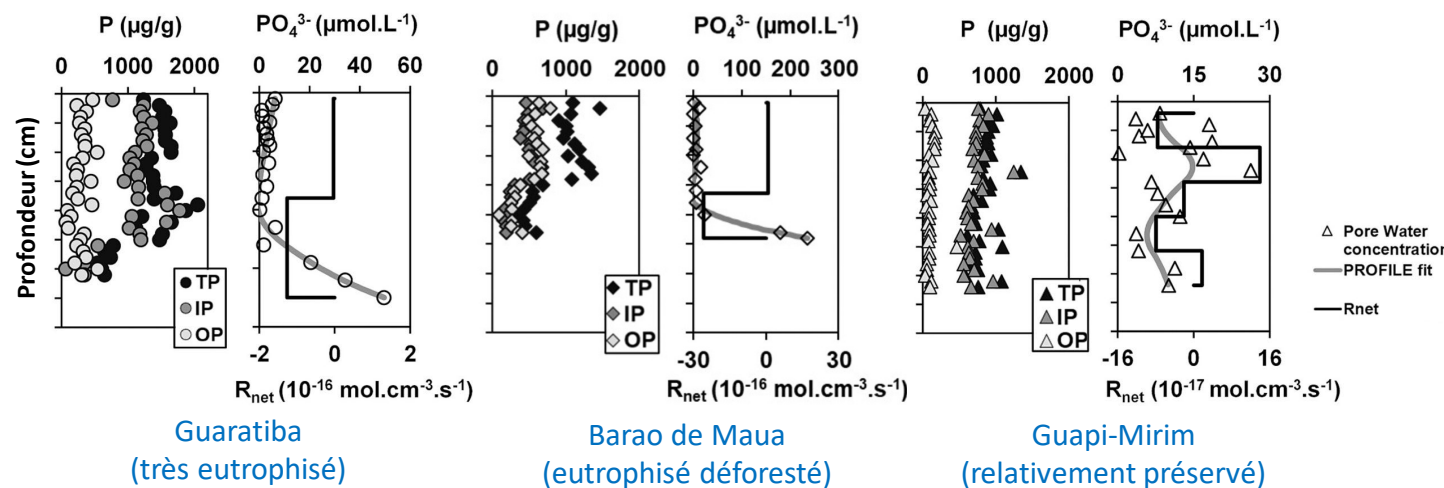 P (µg/g)
PO₄³⁻ (µmol.L⁻¹)
0 1000 2000
0 30 60
Profondeur (cm)
TP
IP
OP
-2 0 2
Rnet (10⁻¹⁶ mol.cm⁻³.s⁻¹)
Guaratiba
(très eutrophisé)
P (µg/g)
PO₄³⁻ (µmol.L⁻¹)
0 1000 2000
0 100 200 300
TP
IP
OP
-30 0 30
Rnet (10⁻¹⁶ mol.cm⁻³.s⁻¹)
Barao de Maua
(eutrophisé déforesté)
P (µg/g)
PO₄³⁻ (µmol.L⁻¹)
0 1000 2000
0 15 30
TP
IP
OP
-16 0 16
Rnet (10⁻¹⁷ mol.cm⁻³.s⁻¹)
Guapi-Mirim
(relativement préservé)
Pore Water
concentration
PROFILE fit
Rnet